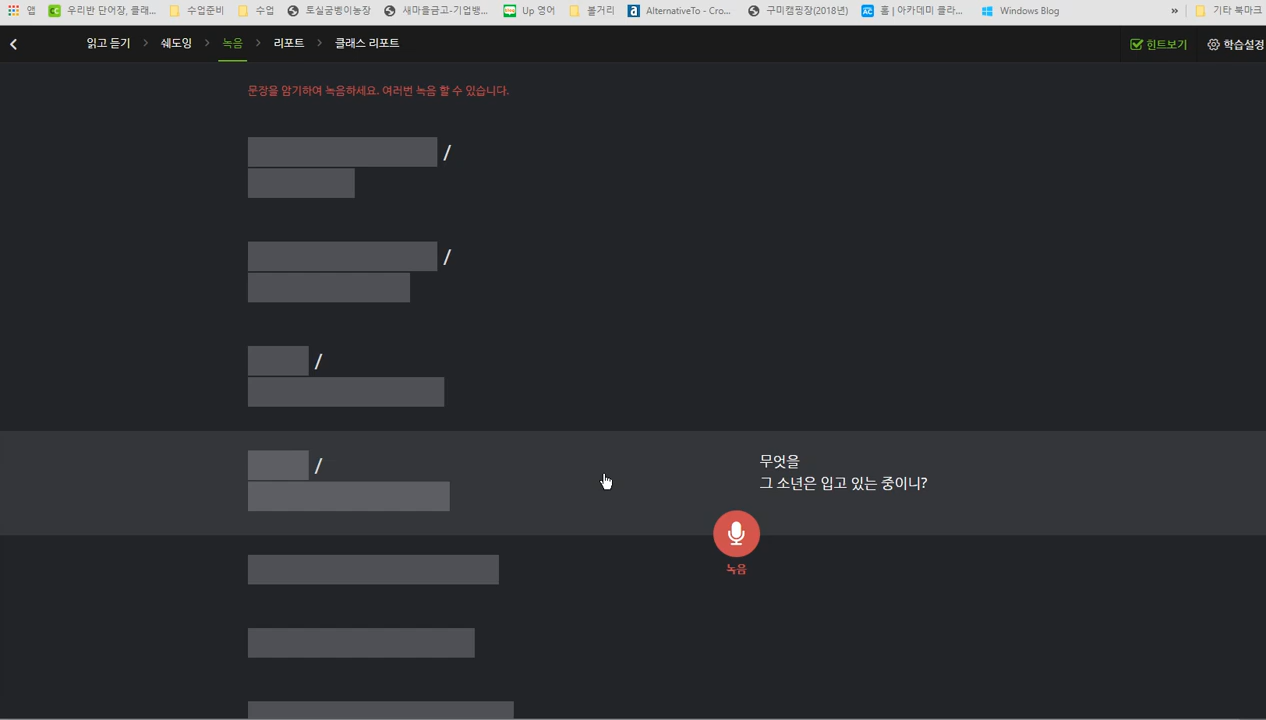 앱 우리반 단어장, 클래... 수업준비 수업 토실굼벵이농장 새마을금고-기업뱅... Up 영어 볼거리 AlternativeTo - Cro... 구미캠핑장(2018년) 홈 | 아카데미 클라... Windows Blog » 기타 북마크
읽고 듣기 > 쉐도잉 > 녹음 > 리포트 > 클래스 리포트 힌트보기 학습설정
문장을 암기하여 녹음하세요. 여러번 녹음 할 수 있습니다.
/
/
/
/
무엇을
그 소년은 입고 있는 중이니?
녹음